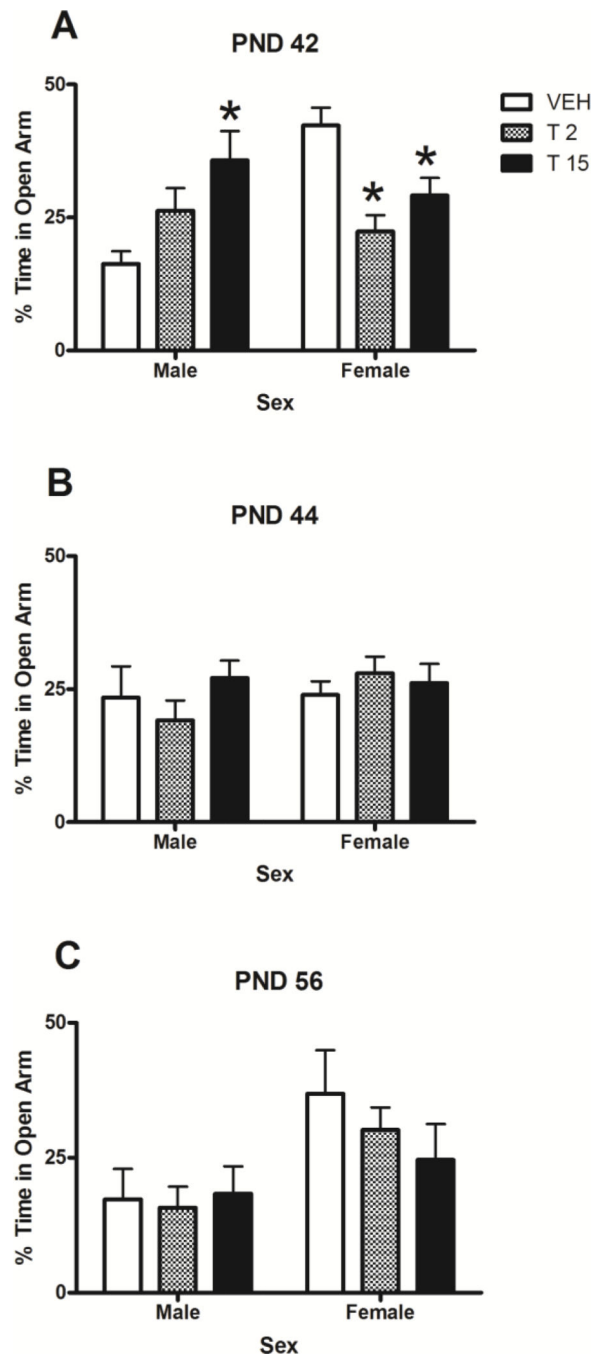 A
PND 42
50
25
0
% Time in Open Arm
*
*
*
Male
Female
Sex
VEH
T 2
T 15
B
PND 44
50
25
0
% Time in Open Arm
Male
Female
Sex
C
PND 56
50
25
0
% Time in Open Arm
Male
Female
Sex